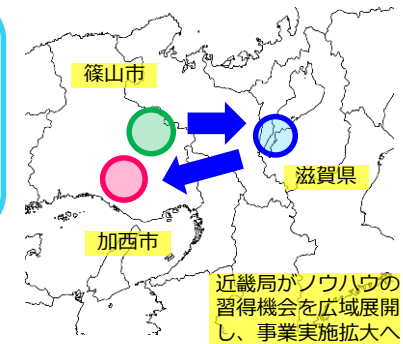 篠山市
滋賀県
加西市
近畿局がノウハウの
習得機会を広域展開
し、事業実施拡大へ